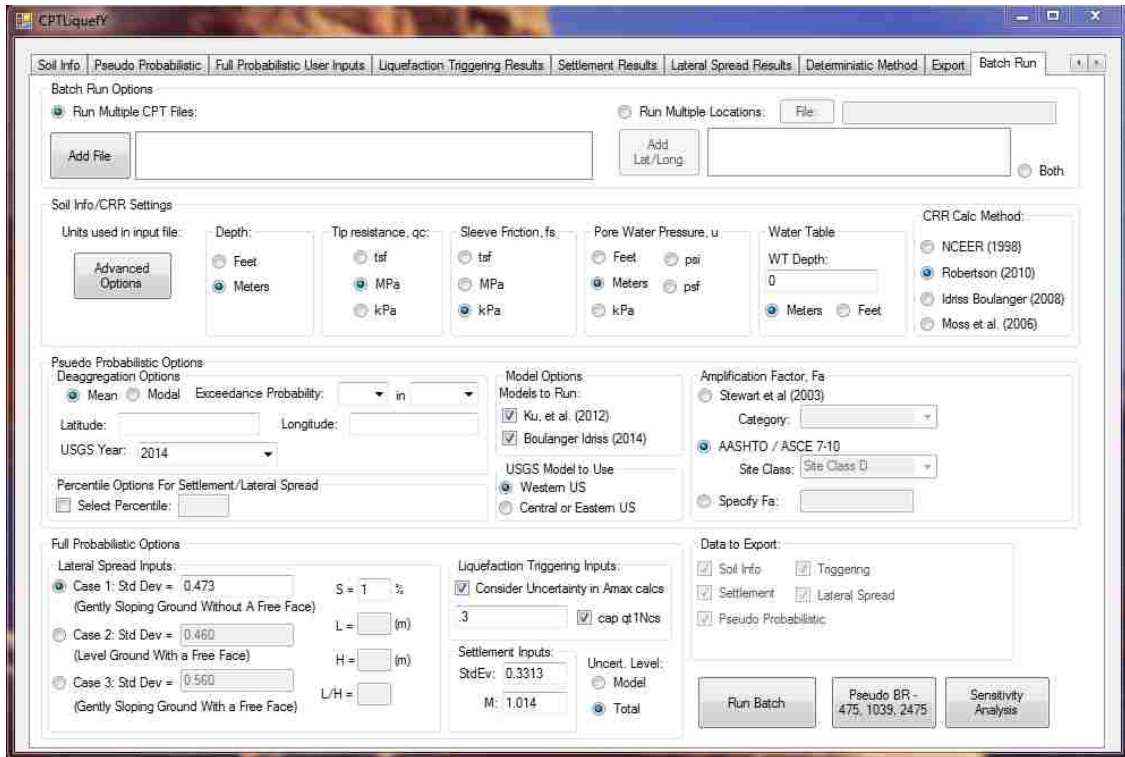 CPTLiquefY
Soil Info Pseudo Probabilistic Full Probabilistic User Inputs Liquefaction Triggering Results Settlement Results Lateral Spread Results Deterministic Method Export Batch Run
Batch Run Options
Run Multiple CPT Files: Run Multiple Locations: File:
Add File Add Lat/Long Both
Soil Info/CRR Settings
Units used in input file: Depth: Tip resistance, qc: Sleeve Friction, fs Pore Water Pressure, u Water Table CRR Calc Method:
Advanced Options Feet tsf tsf Feet psi WT Depth: NCEER (1998)
Meters MPa MPa Meters psf 0 Robertson (2010)
kPa kPa kPa Meters Feet Idriss Boulanger (2008)
Moss et al. (2006)
Psuedo Probabilistic Options
Deaggregation Options Model Options Amplification Factor, Fa
Mean Modal Exceedance Probability: in Models to Run: Stewart et al (2003)
Latitude: Longitude: Ku, et al. (2012) Category:
USGS Year: 2014 Boulanger Idriss (2014) AASHTO / ASCE 7-10
USGS Model to Use Site Class: Site Class D
Percentile Options For Settlement/Lateral Spread Western US
Select Percentile: Central or Eastern US Specify Fa:
Full Probabilistic Options Data to Export:
Lateral Spread Inputs: Liquefaction Triggering Inputs: Soil Info Triggering
Case 1: Std Dev = 0.473 S = 1 % Consider Uncertainty in Amax calcs Settlement Lateral Spread
(Gently Sloping Ground Without A Free Face) .3 cap qt1Ncs Pseudo Probabilistic
Case 2: Std Dev = 0.460 L = (m)
(Level Ground With a Free Face) H = (m) Settlement Inputs: Uncert. Level:
Case 3: Std Dev = 0.560 L/H = StdEv: 0.3313 Model
(Gently Sloping Ground With a Free Face) M: 1.014 Total
Run Batch Pseudo BR - 475, 1039, 2475 Sensitivity Analysis